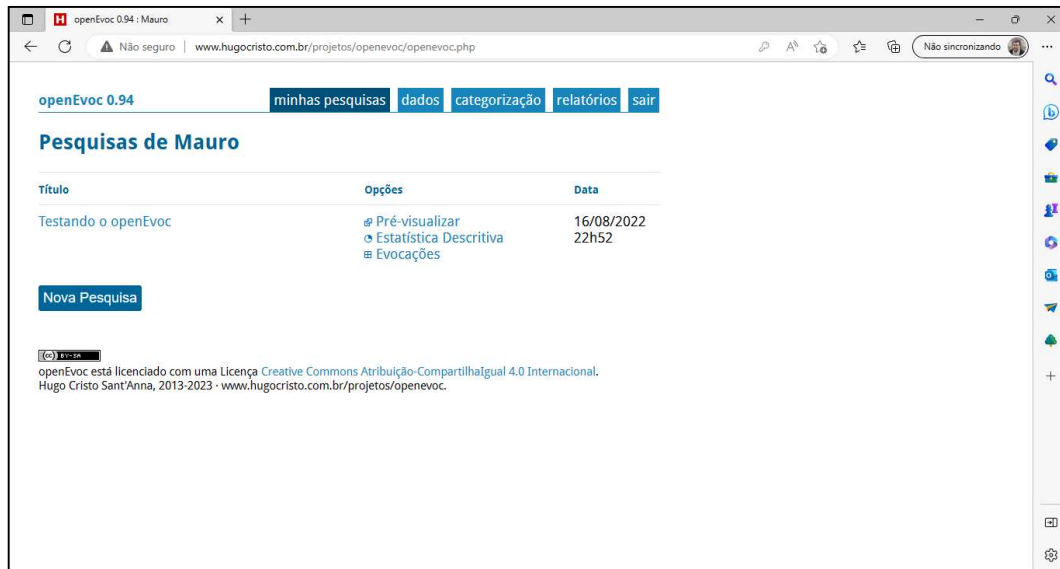 H openEvoc 0.94 : Mauro
Não seguro www.hugocristo.com.br/projetos/openevoc/openevoc.php Não sincronizando
openEvoc 0.94 minhas pesquisas dados categorização relatórios sair
Pesquisas de Mauro
Título Opções Data
Testando o openEvoc Pré-visualizar 16/08/2022
Estatística Descritiva 22h52
Evocações
Nova Pesquisa
(cc) BY-SA
openEvoc está licenciado com uma Licença Creative Commons Atribuição-CompartilhaIgual 4.0 Internacional.
Hugo Cristo Sant'Anna, 2013-2023 · www.hugocristo.com.br/projetos/openevoc.